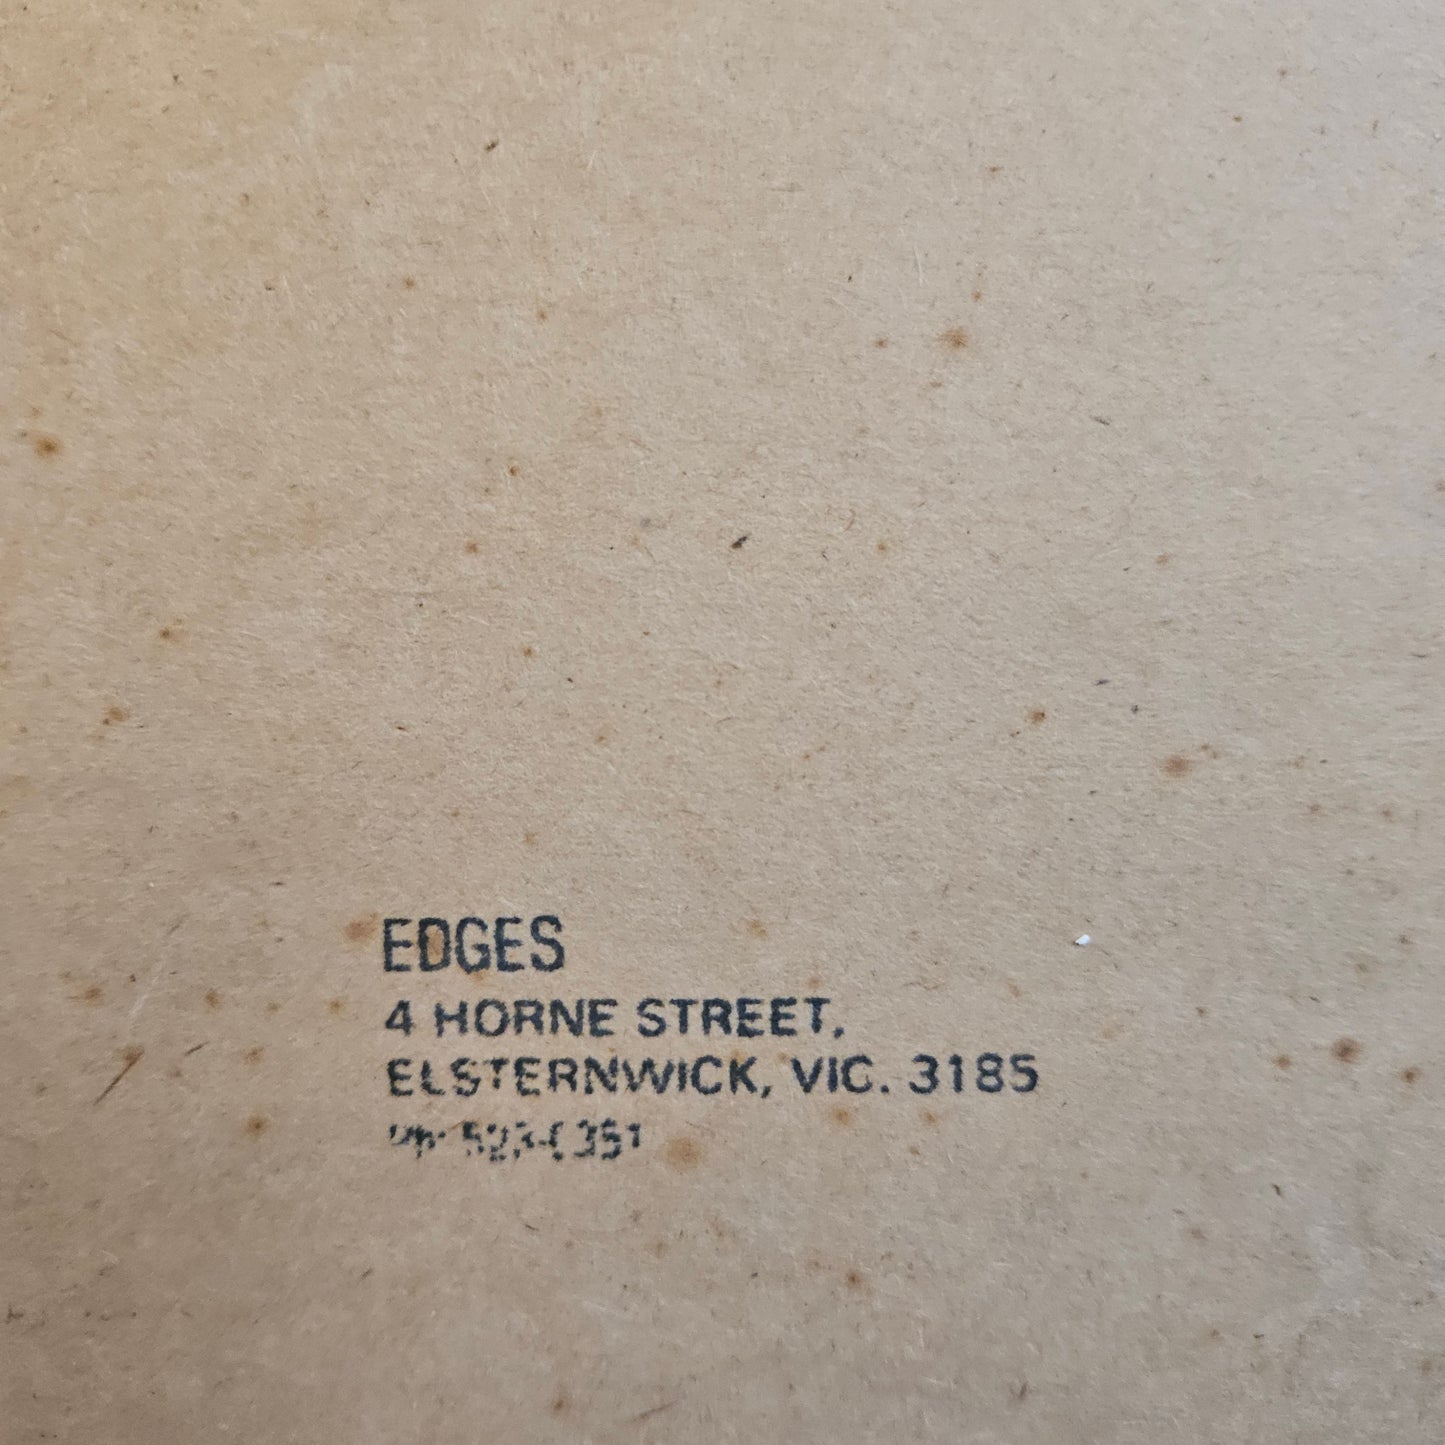 EDGES
4 HORNE STREET,
ELSTERNWICK, VIC. 3185